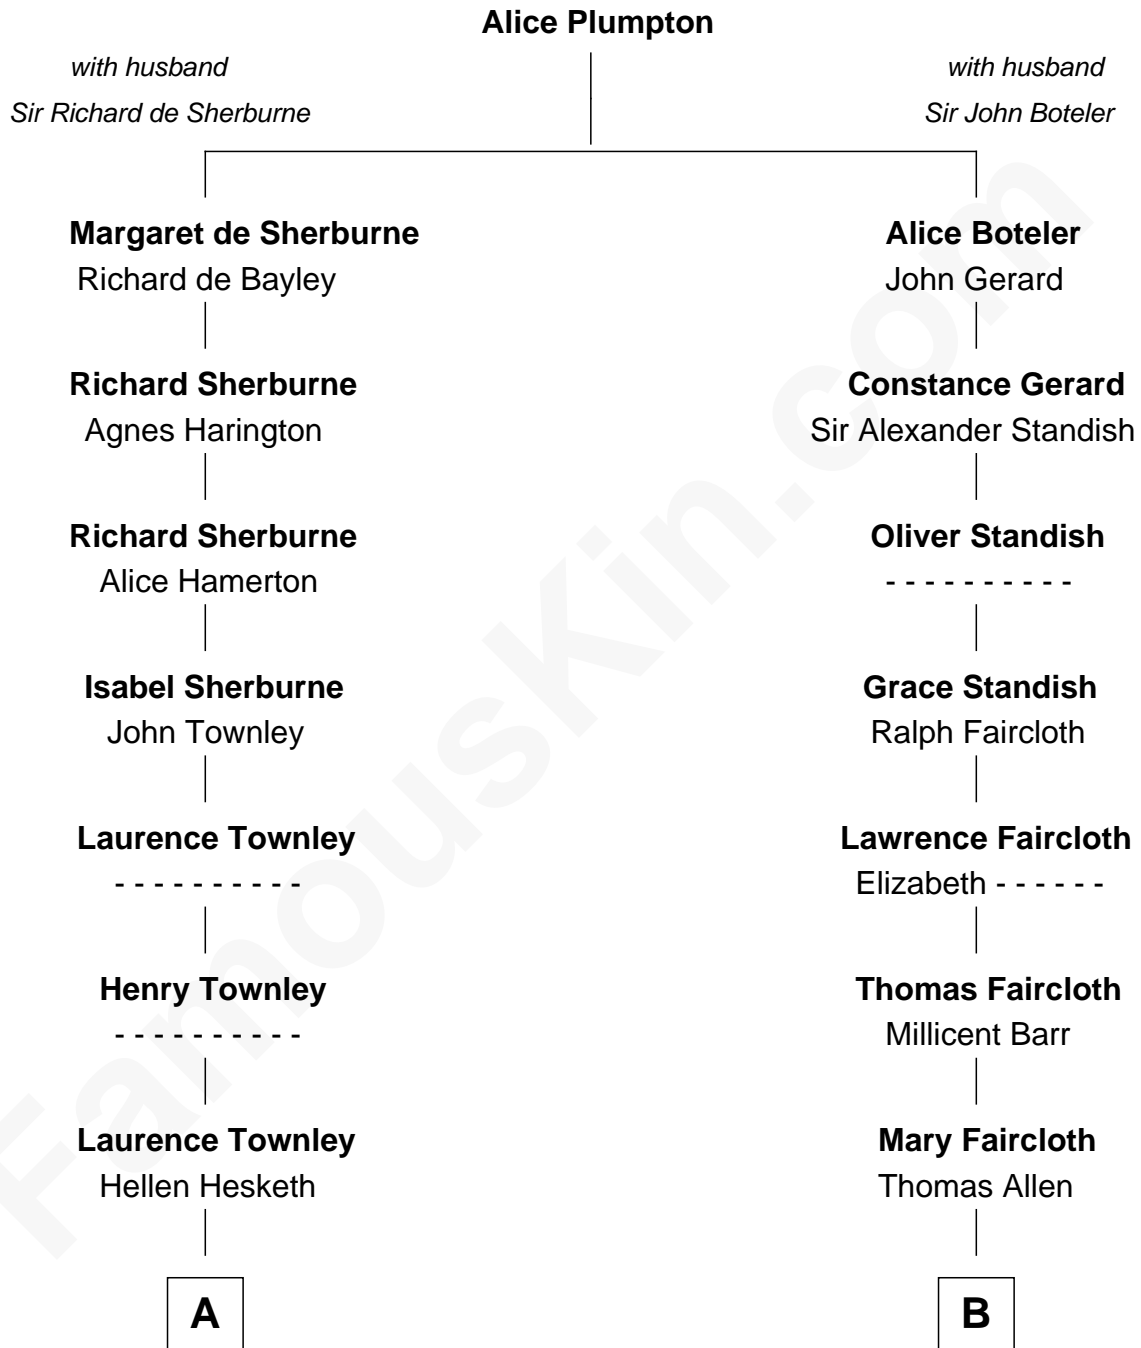 Alice Plumpton
with husband
Sir Richard de Sherburne
with husband
Sir John Boteler
Margaret de Sherburne
Richard de Bayley
Alice Boteler
John Gerard
Richard Sherburne
Agnes Harington
Constance Gerard
Sir Alexander Standish
Richard Sherburne
Alice Hamerton
Oliver Standish
- - - - - - - - - -
Isabel Sherburne
John Townley
Grace Standish
Ralph Faircloth
Laurence Townley
- - - - - - - - - -
Lawrence Faircloth
Elizabeth - - - - - -
Henry Townley
- - - - - - - - - -
Thomas Faircloth
Millicent Barr
Laurence Townley
Hellen Hesketh
Mary Faircloth
Thomas Allen
A
B
FamousKin.com